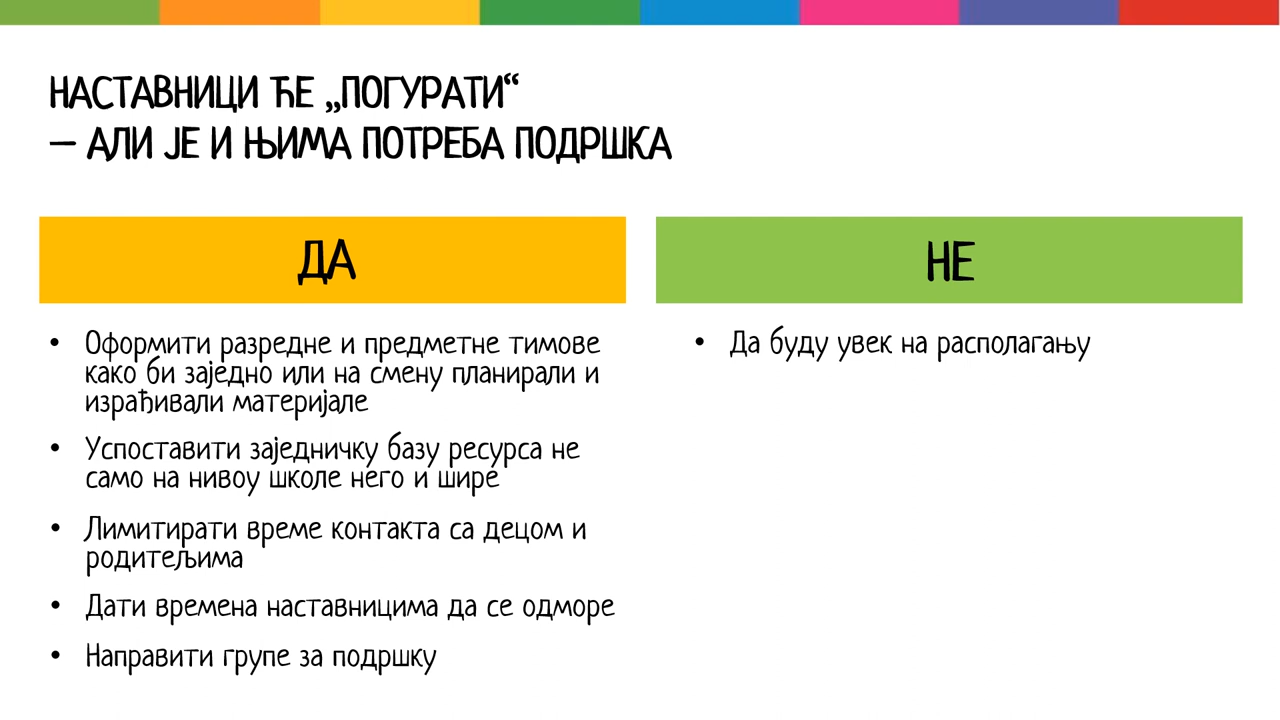 НАСТАВНИЦИ ЋЕ „ПОГУРАТИ“
– АЛИ ЈЕ И ЊИМА ПОТРЕБА ПОДРШКА
ДА
• Оформити разредне и предметне тимове
како би заједно или на смену планирали и
израђивали материјале
• Успоставити заједничку базу ресурса не
само на нивоу школе него и шире
• Лимитирати време контакта са децом и
родитељима
• Дати времена наставницима да се одморе
• Направити групе за подршку
НЕ
• Да буду увек на располагању